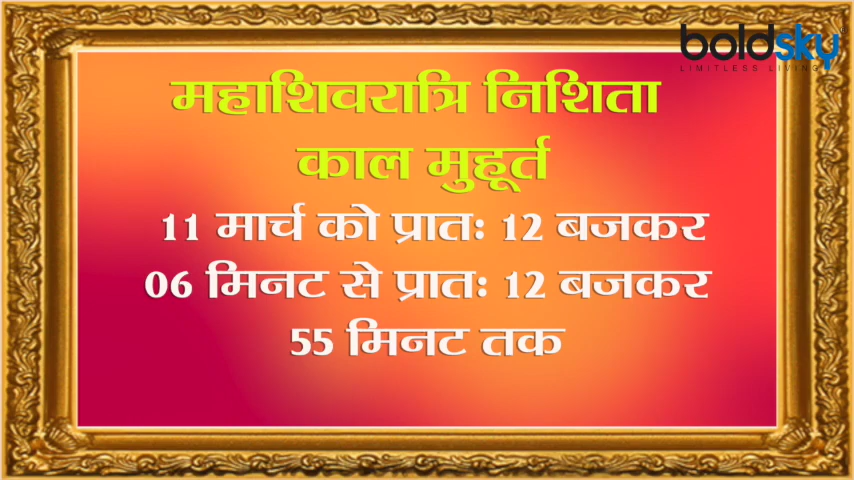 boldsky
LIMITLESS LIVING
महाशिवरात्रि निशिता
काल मुहूर्त
11 मार्च को प्रातः 12 बजकर
06 मिनट से प्रातः 12 बजकर
55 मिनट तक